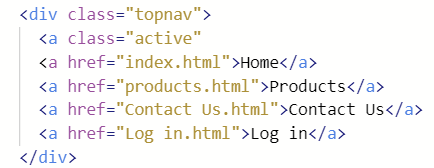 <div class="topnav">
<a class="active"
<a href="index.html">Home</a>
<a href="products.html">Products</a>
<a href="Contact Us.html">Contact Us</a>
<a href="Log in.html">Log in</a>
</div>